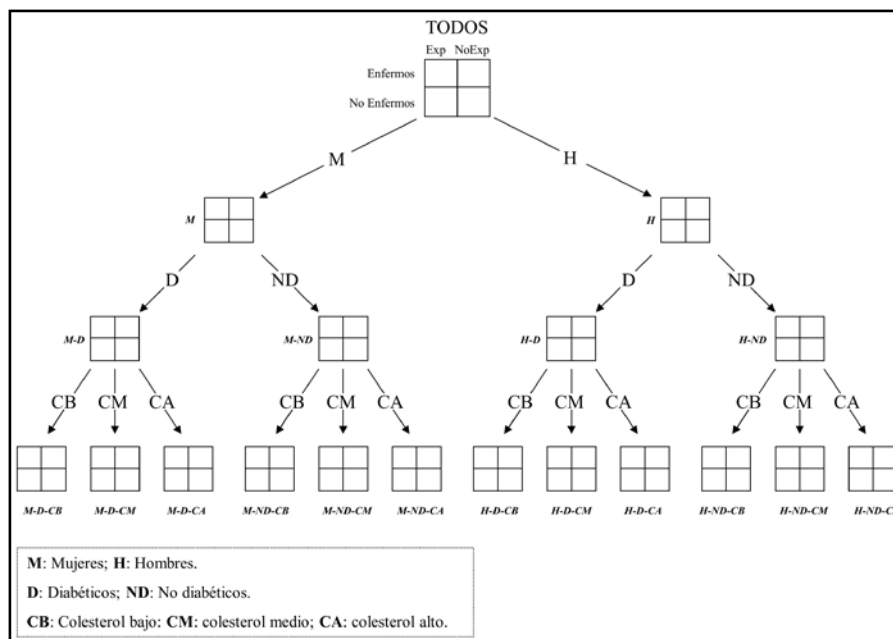 TODOS
Exp NoExp
Enfermos
No Enfermos
M H
M H
D ND D ND
M-D M-ND H-D H-ND
CB CM CA CB CM CA CB CM CA CB CM CA
M-D-CB M-D-CM M-D-CA M-ND-CB M-ND-CM M-ND-CA H-D-CB H-D-CM H-D-CA H-ND-CB H-ND-CM
M: Mujeres; H: Hombres.
D: Diabéticos; ND: No diabéticos.
CB: Colesterol bajo: CM: colesterol medio; CA: colesterol alto.